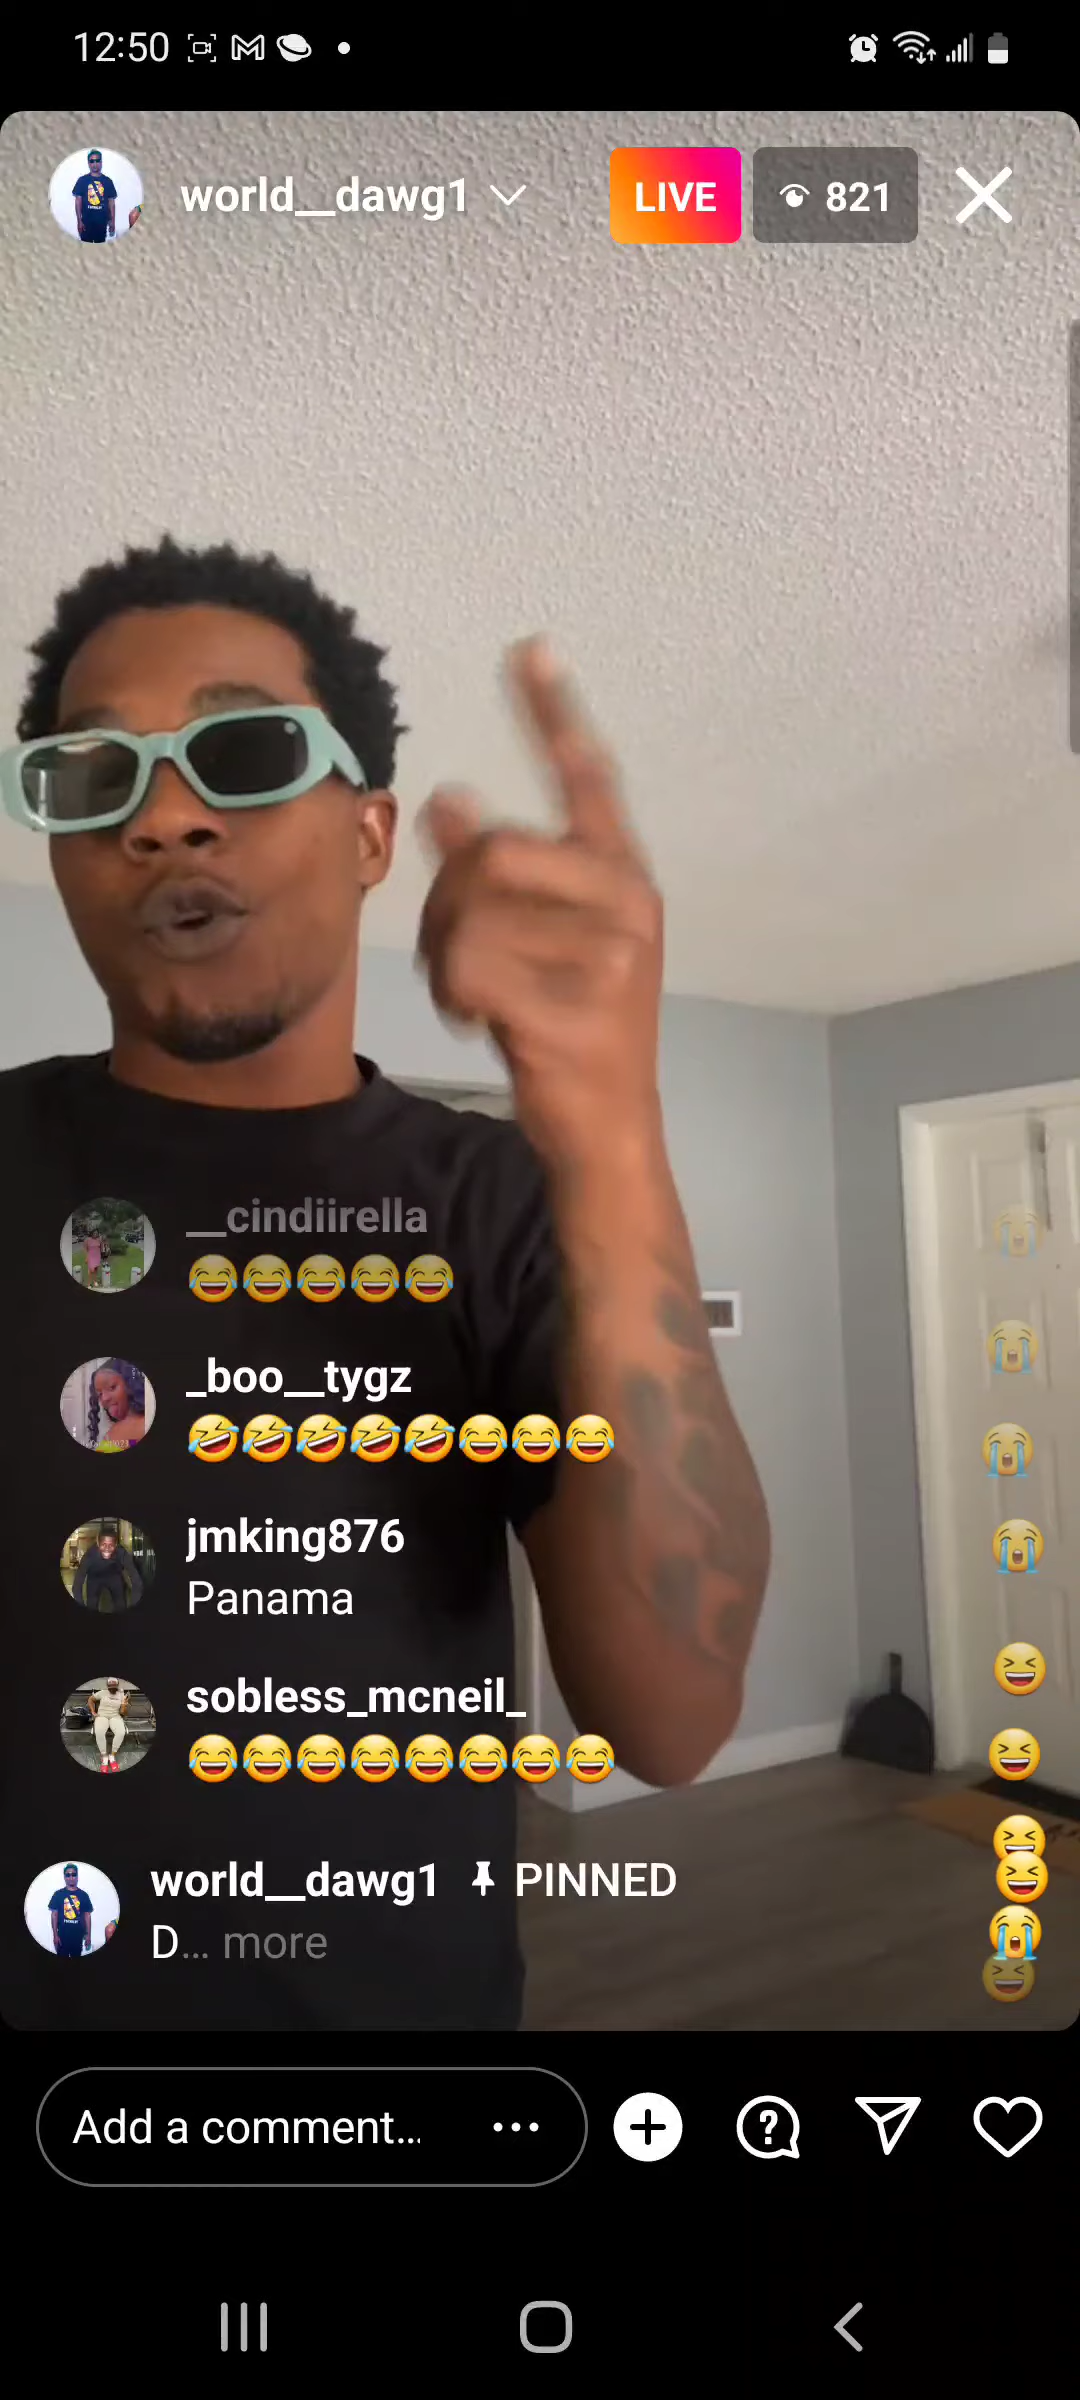 12:50
world__dawg1
LIVE
821
__cindiirella
😂😂😂😂😂
_boo__tygz
🤣🤣🤣🤣🤣😂😂😂
jmking876
Panama
sobless_mcneil_
😂😂😂😂😂😂😂😂
world__dawg1 PINNED
D... more
Add a comment...